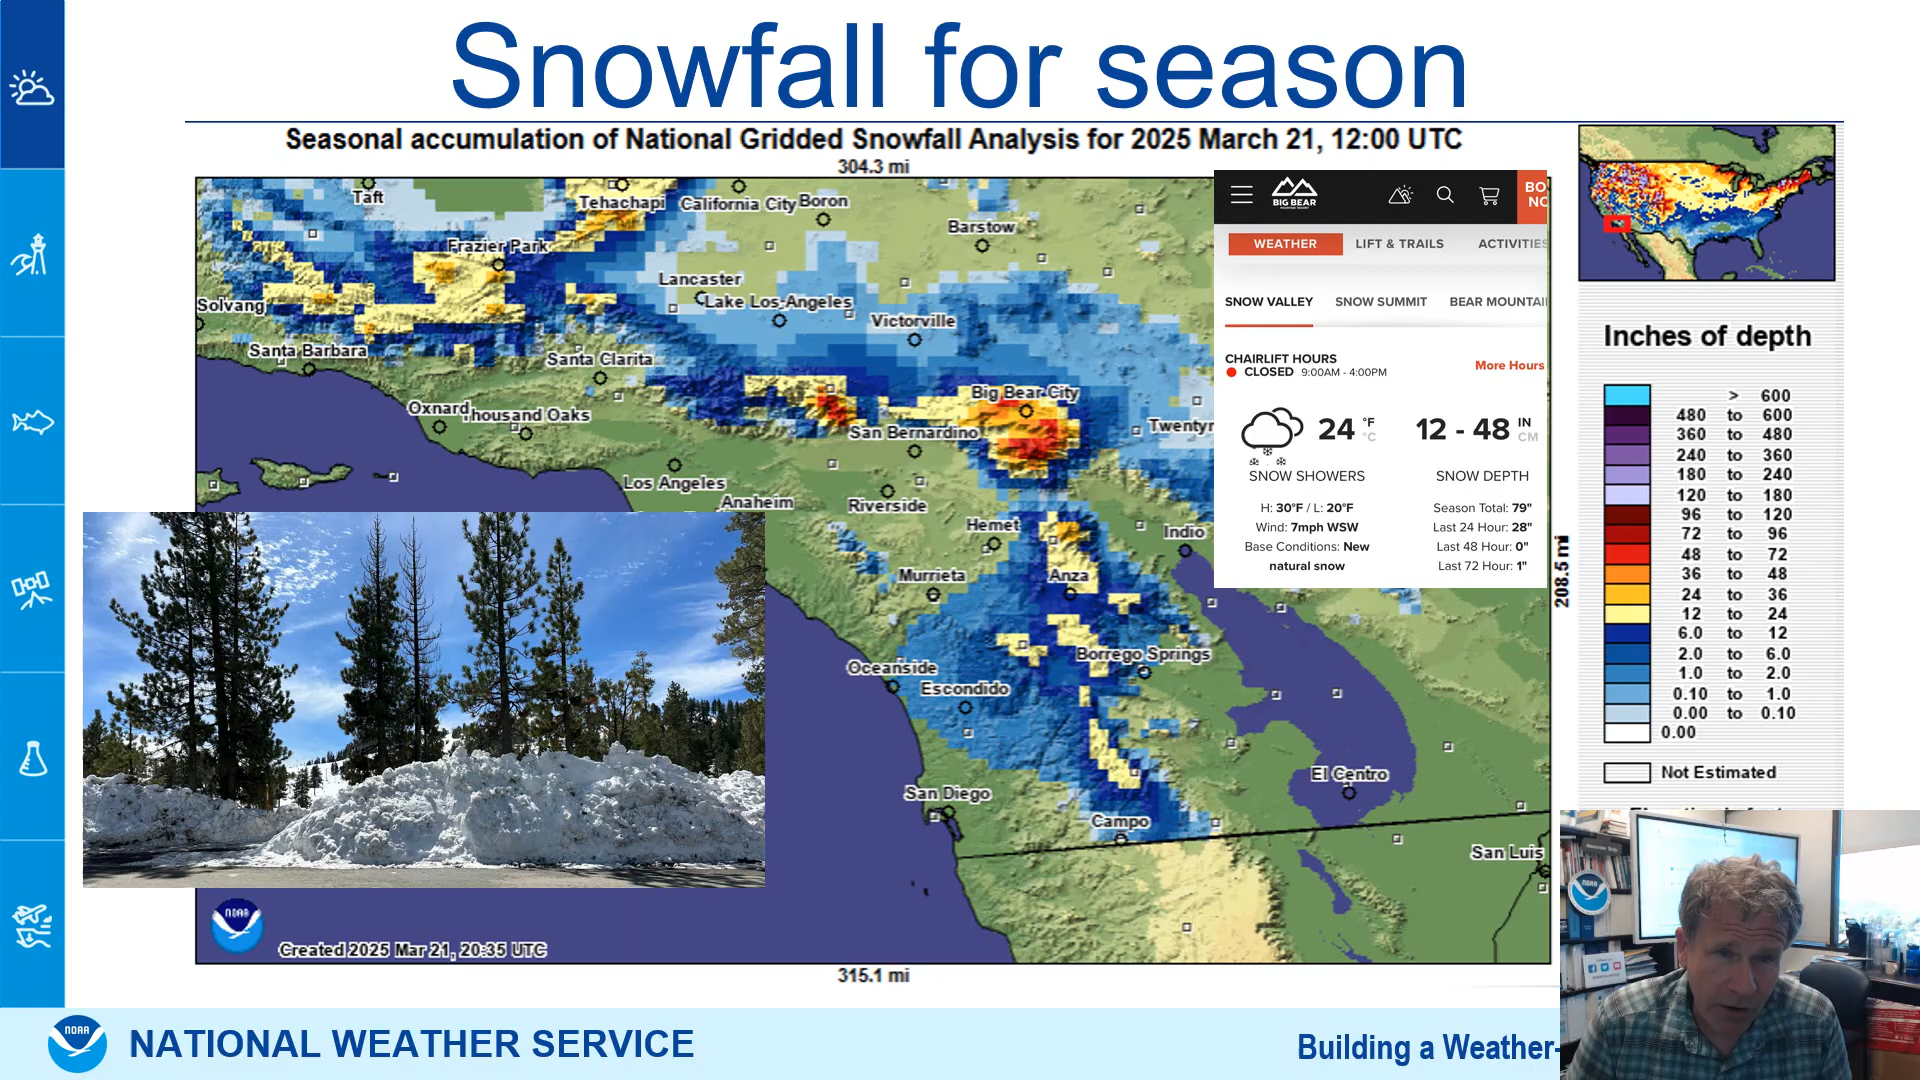 Snowfall for season
Seasonal accumulation of National Gridded Snowfall Analysis for 2025 March 21, 12:00 UTC
304.3 mi
Taft
Tehachapi
California City
Boron
Barstow
Frazier Park
Lancaster
Lake Los Angeles
Victorville
Solvang
Santa Barbara
Santa Clarita
Oxnard
housand Oaks
Big Bear City
San Bernardino
Twentyn
Los Angeles
Anaheim
Riverside
Hemet
Indio
Murrieta
Anza
Oceanside
Escondido
Borrego Springs
San Diego
Campo
El Centro
San Luis
208.5 mi
315.1 mi
NOAA
Created 2025 Mar 21, 20:35 UTC
BIG BEAR
MOUNTAIN RESORT
BO
NO
WEATHER
LIFT & TRAILS
ACTIVITIES
SNOW VALLEY
SNOW SUMMIT
BEAR MOUNTAI
CHAIRLIFT HOURS
CLOSED 9:00AM - 4:00PM
More Hours
24 °F
°C
12 - 48 IN
CM
SNOW SHOWERS
SNOW DEPTH
H: 30°F / L: 20°F
Wind: 7mph WSW
Base Conditions: New
natural snow
Season Total: 79"
Last 24 Hour: 28"
Last 48 Hour: 0"
Last 72 Hour: 1"
Inches of depth
> 600
480 to 600
360 to 480
240 to 360
180 to 240
120 to 180
96 to 120
72 to 96
48 to 72
36 to 48
24 to 36
12 to 24
6.0 to 12
2.0 to 6.0
1.0 to 2.0
0.10 to 1.0
0.00 to 0.10
0.00
Not Estimated
NOAA
NATIONAL WEATHER SERVICE
Building a Weather-